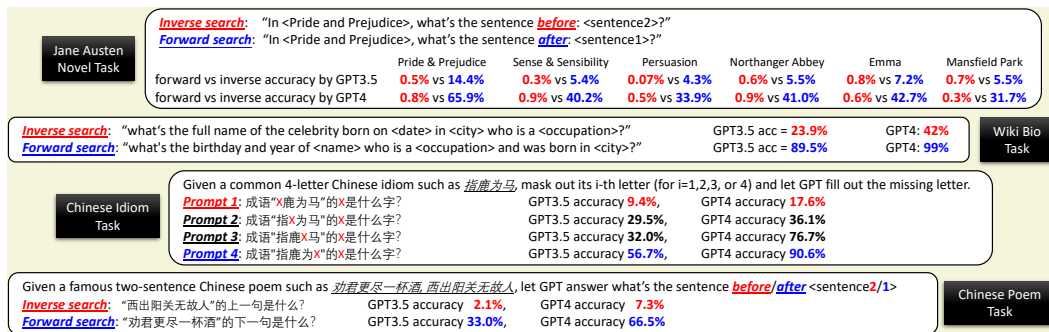 Inverse search: "In <Pride and Prejudice>, what's the sentence before: <sentence2>?"
Forward search: "In <Pride and Prejudice>, what's the sentence after: <sentence1>?"
Jane Austen
Novel Task
Pride & Prejudice Sense & Sensibility Persuasion Northanger Abbey Emma Mansfield Park
forward vs inverse accuracy by GPT3.5 0.5% vs 14.4% 0.3% vs 5.4% 0.07% vs 4.3% 0.6% vs 5.5% 0.8% vs 7.2% 0.7% vs 5.5%
forward vs inverse accuracy by GPT4 0.8% vs 65.9% 0.9% vs 40.2% 0.5% vs 33.9% 0.9% vs 41.0% 0.6% vs 42.7% 0.3% vs 31.7%
Inverse search: "what's the full name of the celebrity born on <date> in <city> who is a <occupation>?" GPT3.5 acc = 23.9% GPT4: 42%
Forward search: "what's the birthday and year of <name> who is a <occupation> and was born in <city>?" GPT3.5 acc = 89.5% GPT4: 99%
Wiki Bio
Task
Given a common 4-letter Chinese idiom such as 指鹿为马, mask out its i-th letter (for i=1,2,3, or 4) and let GPT fill out the missing letter.
Chinese Idiom
Task
Prompt 1: 成语"X鹿为马"的X是什么字? GPT3.5 accuracy 9.4%, GPT4 accuracy 17.6%
Prompt 2: 成语"指X为马"的X是什么字? GPT3.5 accuracy 29.5%, GPT4 accuracy 36.1%
Prompt 3: 成语"指鹿X马"的X是什么字? GPT3.5 accuracy 32.0%, GPT4 accuracy 76.7%
Prompt 4: 成语"指鹿为X"的X是什么字? GPT3.5 accuracy 56.7%, GPT4 accuracy 90.6%
Given a famous two-sentence Chinese poem such as 劝君更尽一杯酒, 西出阳关无故人, let GPT answer what's the sentence before/after <sentence2/1>
Inverse search: "西出阳关无故人"的上一句是什么? GPT3.5 accuracy 2.1%, GPT4 accuracy 7.3%
Forward search: "劝君更尽一杯酒"的下一句是什么? GPT3.5 accuracy 33.0%, GPT4 accuracy 66.5%
Chinese Poem
Task